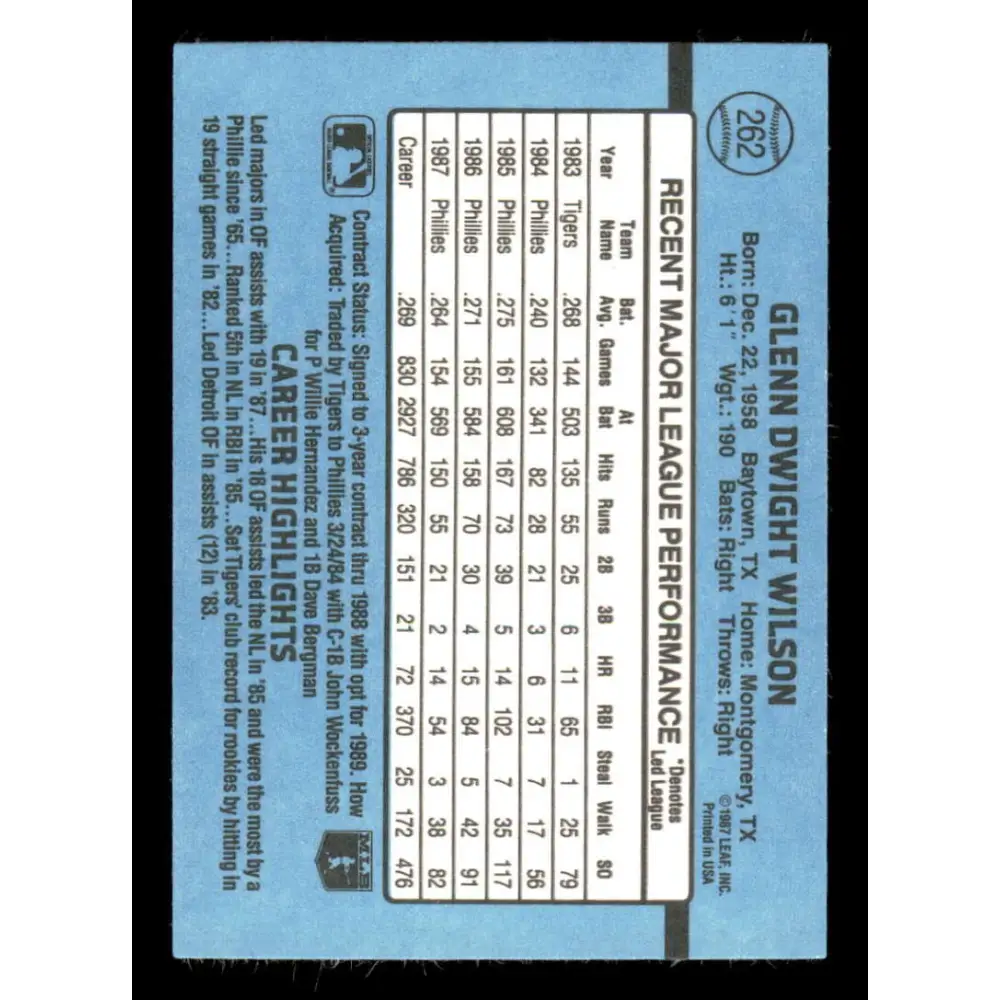 262
GLENN DWIGHT WILSON
Born: Dec. 22, 1958 Baytown, TX Home: Montgomery, TX
Ht.: 6'1" Wgt.: 190 Bats: Right Throws: Right
©1987 LEAF, INC.
Printed in USA
RECENT MAJOR LEAGUE PERFORMANCE *Denotes Led League
Year Team Name Bat. Avg. Games At Bat Hits Runs 2B 3B HR RBI Steal Walk SO
1983 Tigers .268 144 503 135 55 25 6 11 65 1 25 79
1984 Phillies .240 132 341 82 28 21 3 6 31 7 17 56
1985 Phillies .275 161 608 167 73 39 5 14 102 7 35 117
1986 Phillies .271 155 584 158 70 30 4 15 84 5 42 91
1987 Phillies .264 154 569 150 55 21 2 14 54 3 38 82
Career .269 830 2927 786 320 151 21 72 370 25 172 476
Contract Status: Signed to 3-year contract thru 1988 with opt for 1989. How
Acquired: Traded by Tigers to Phillies 3/24/84 with C-1B John Wockenfuss
for P Willie Hernandez and 1B Dave Bergman
CAREER HIGHLIGHTS
Led majors in OF assists with 19 in '87...His 18 OF assists led the NL in '85 and were the most by a
Phillie since '65...Ranked 5th in NL in RBI in '85...Set Tigers' club record for rookies by hitting in
19 straight games in '82...Led Detroit OF in assists (12) in '83.